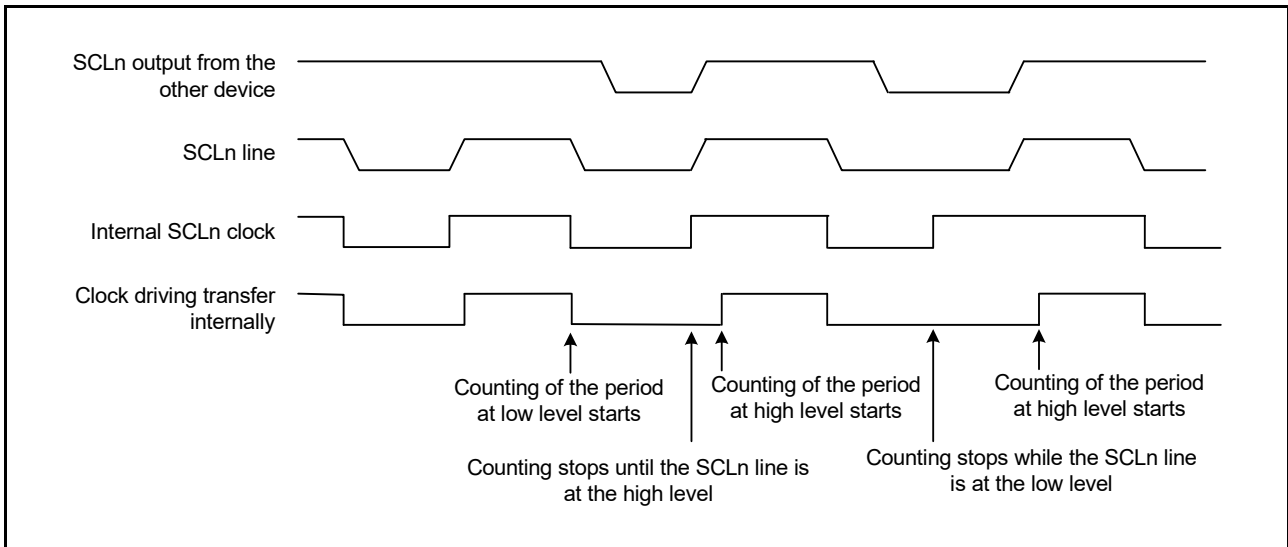 SCLn output from the
other device
SCLn line
Internal SCLn clock
Clock driving transfer
internally
Counting of the period
at low level starts
Counting of the period
at high level starts
Counting of the period
at high level starts
Counting stops until the SCLn line is
at the high level
Counting stops while the SCLn line
is at the low level